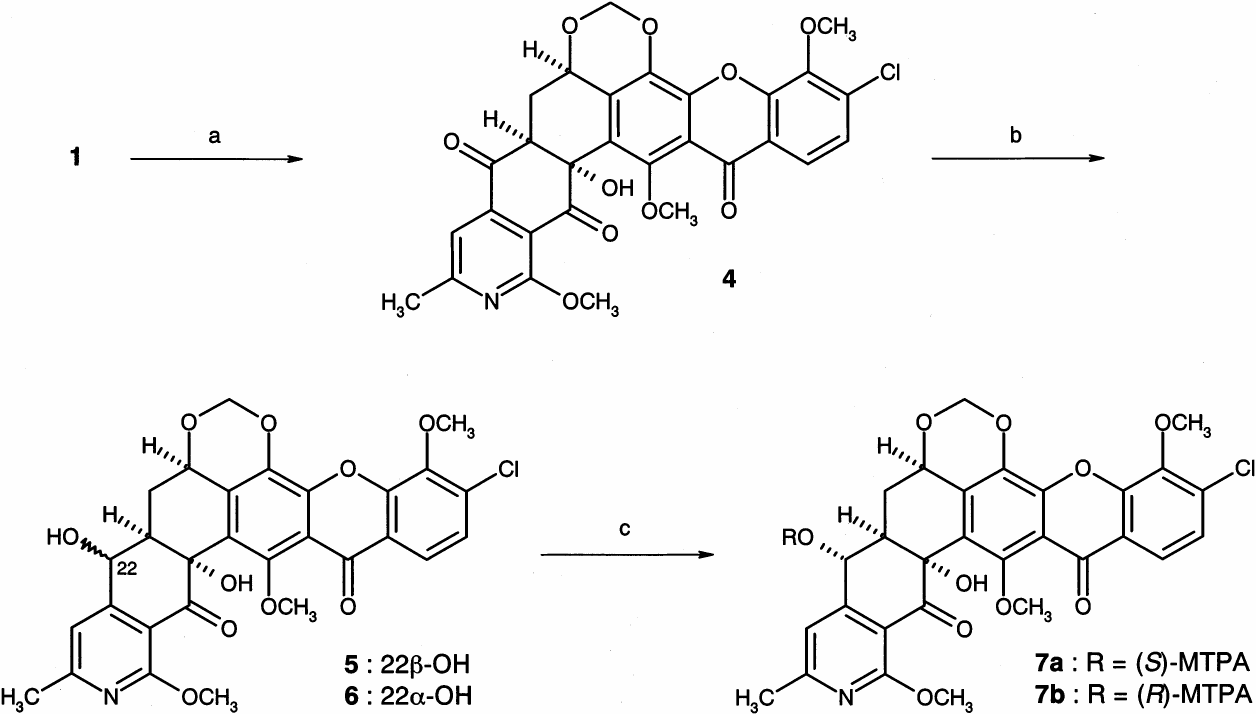 O O OCH₃
H O Cl
H
1 a O b
OH
OCH₃ O
O
4
H₃C N OCH₃
O O OCH₃
H O Cl
H
HO
22 OH
OCH₃ O
O
5 : 22β-OH
H₃C N OCH₃ 6 : 22α-OH
c
O O OCH₃
H O Cl
H
RO
OH
OCH₃ O
O
7a : R = (S)-MTPA
H₃C N OCH₃ 7b : R = (R)-MTPA